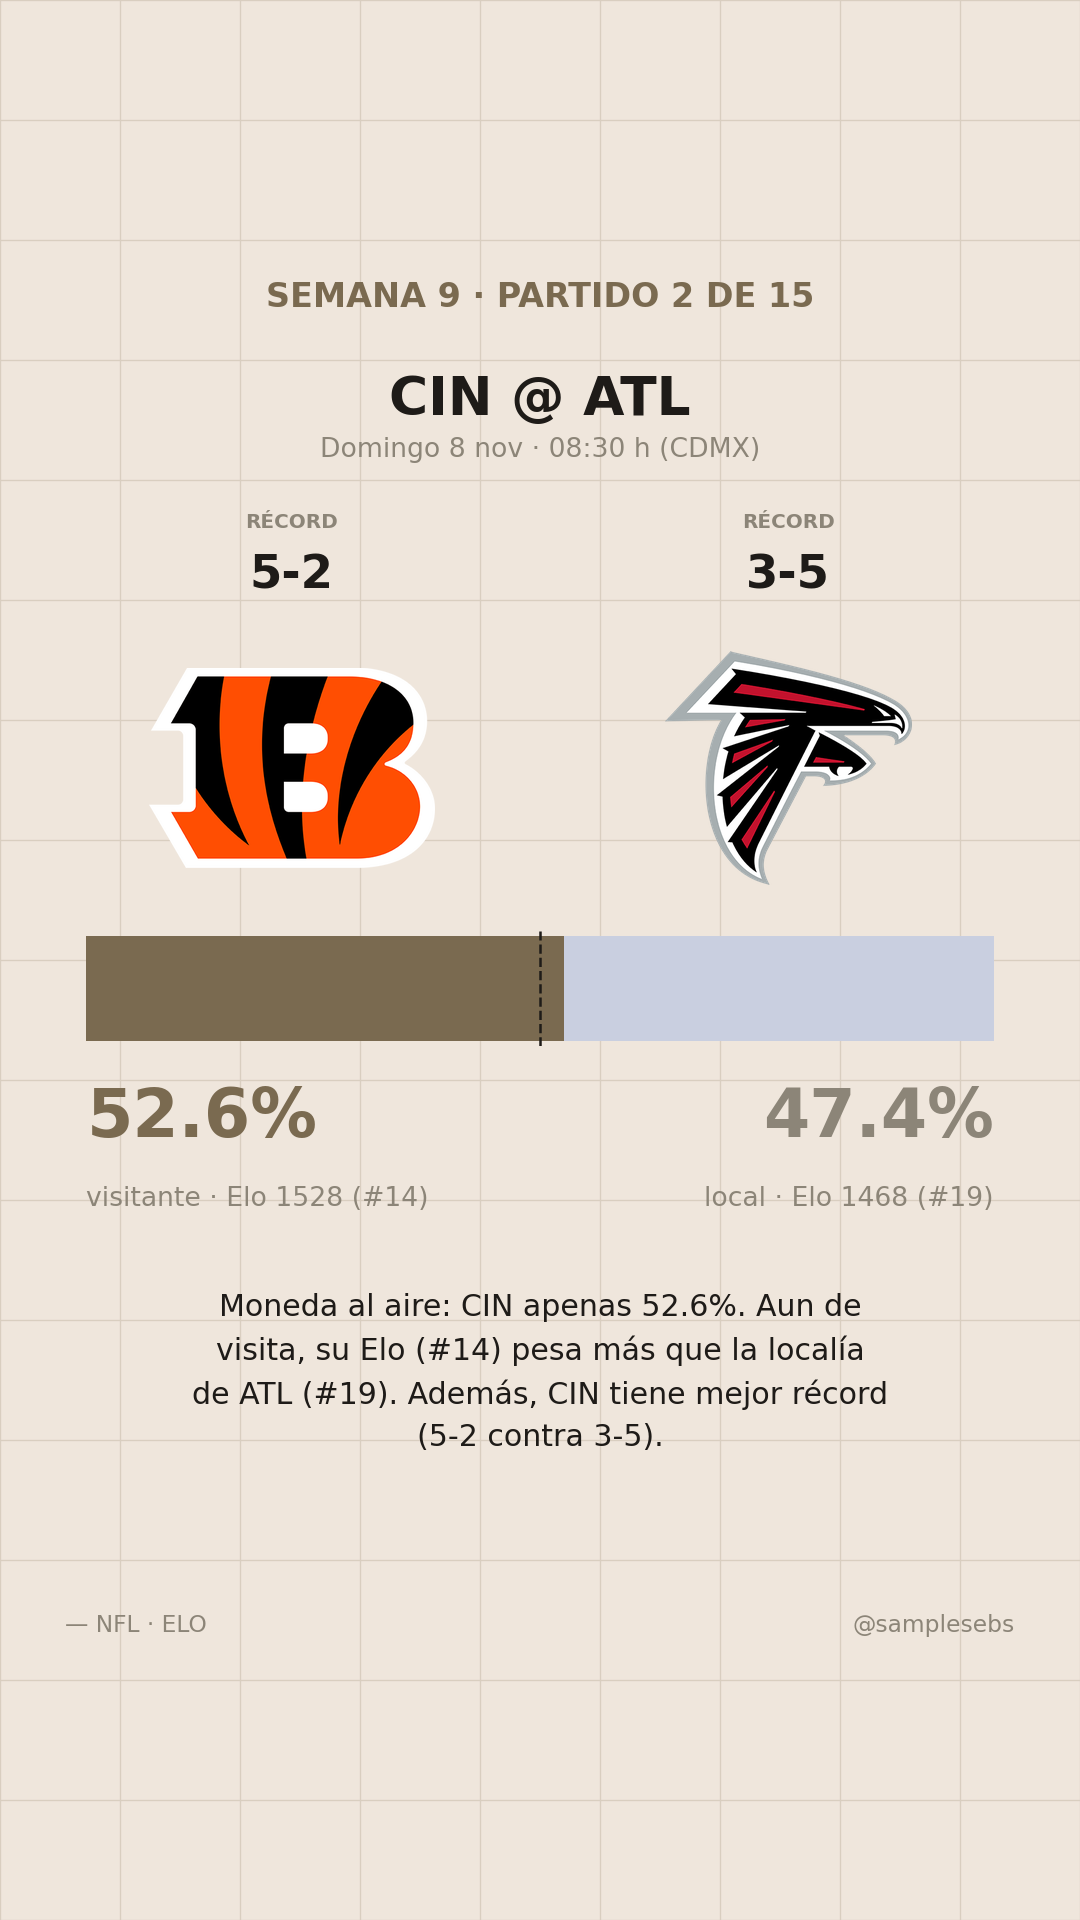 SEMANA 9 · PARTIDO 2 DE 15
CIN @ ATL
Domingo 8 nov · 08:30 h (CDMX)
RÉCORD
5-2
RÉCORD
3-5
52.6%
47.4%
visitante · Elo 1528 (#14)
local · Elo 1468 (#19)
Moneda al aire: CIN apenas 52.6%. Aun de
visita, su Elo (#14) pesa más que la localía
de ATL (#19). Además, CIN tiene mejor récord
(5-2 contra 3-5).
— NFL · ELO
@samplesebs